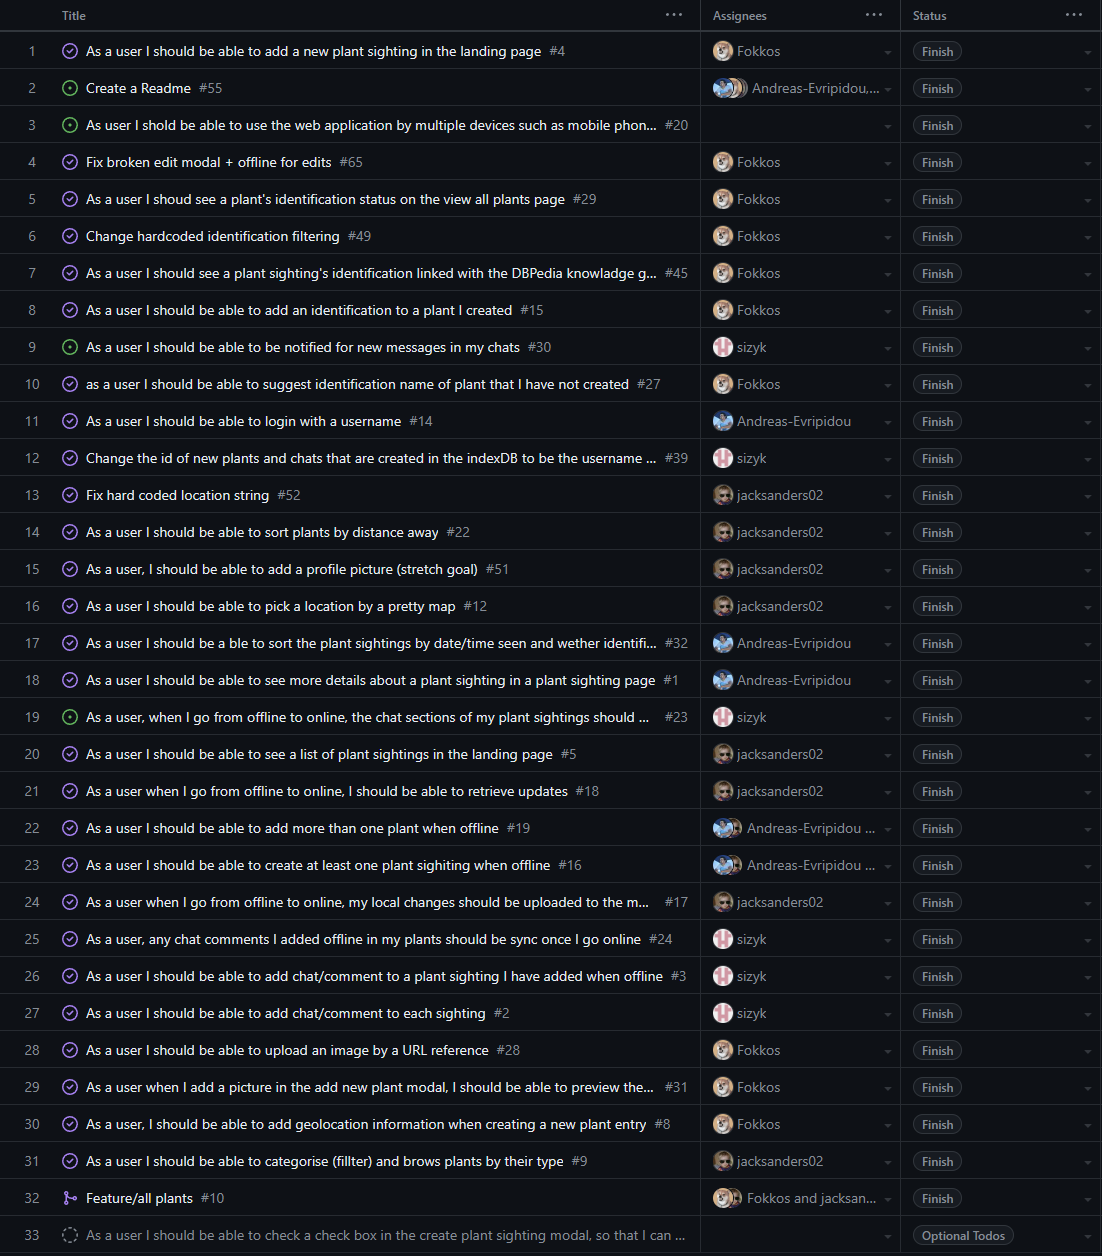 Title ... Assignees ... Status ...
1 As a user I should be able to add a new plant sighting in the landing page #4 Fokkos Finish
2 Create a Readme #55 Andreas-Evripidou,... Finish
3 As user I shold be able to use the web application by multiple devices such as mobile phon... #20 Finish
4 Fix broken edit modal + offline for edits #65 Fokkos Finish
5 As a user I shoud see a plant's identification status on the view all plants page #29 Fokkos Finish
6 Change hardcoded identification filtering #49 Fokkos Finish
7 As a user I should see a plant sighting's identification linked with the DBPedia knowladge g... #45 Fokkos Finish
8 As a user I should be able to add an identification to a plant I created #15 Fokkos Finish
9 As a user I should be able to be notified for new messages in my chats #30 sizyk Finish
10 as a user I should be able to suggest identification name of plant that I have not created #27 Fokkos Finish
11 As a user I should be able to login with a username #14 Andreas-Evripidou Finish
12 Change the id of new plants and chats that are created in the indexDB to be the username ... #39 sizyk Finish
13 Fix hard coded location string #52 jacksanders02 Finish
14 As a user I should be able to sort plants by distance away #22 jacksanders02 Finish
15 As a user, I should be able to add a profile picture (stretch goal) #51 jacksanders02 Finish
16 As a user I should be able to pick a location by a pretty map #12 jacksanders02 Finish
17 As a user I should be a ble to sort the plant sightings by date/time seen and wether identifi... #32 Andreas-Evripidou Finish
18 As a user I should be able to see more details about a plant sighting in a plant sighting page #1 Andreas-Evripidou Finish
19 As a user, when I go from offline to online, the chat sections of my plant sightings should ... #23 sizyk Finish
20 As a user I should be able to see a list of plant sightings in the landing page #5 jacksanders02 Finish
21 As a user when I go from offline to online, I should be able to retrieve updates #18 jacksanders02 Finish
22 As a user I should be able to add more than one plant when offline #19 Andreas-Evripidou ... Finish
23 As a user I should be able to create at least one plant sighiting when offline #16 Andreas-Evripidou ... Finish
24 As a user when I go from offline to online, my local changes should be uploaded to the m... #17 jacksanders02 Finish
25 As a user, any chat comments I added offline in my plants should be sync once I go online #24 sizyk Finish
26 As a user I should be able to add chat/comment to a plant sighting I have added when offline #3 sizyk Finish
27 As a user I should be able to add chat/comment to each sighting #2 sizyk Finish
28 As a user I should be able to upload an image by a URL reference #28 Fokkos Finish
29 As a user when I add a picture in the add new plant modal, I should be able to preview the... #31 Fokkos Finish
30 As a user, I should be able to add geolocation information when creating a new plant entry #8 Fokkos Finish
31 As a user I should be able to categorise (fillter) and brows plants by their type #9 jacksanders02 Finish
32 Feature/all plants #10 Fokkos and jacksan... Finish
33 As a user I should be able to check a check box in the create plant sighting modal, so that I can ... Optional Todos